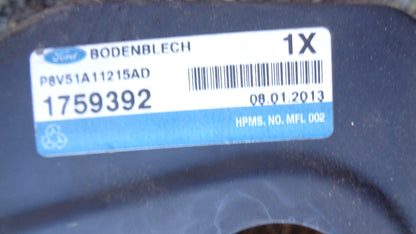 Ford BODENBLECH 1X
P8V51A11215AD
1759392 08.01.2013
HPMS. NO. MFL 002